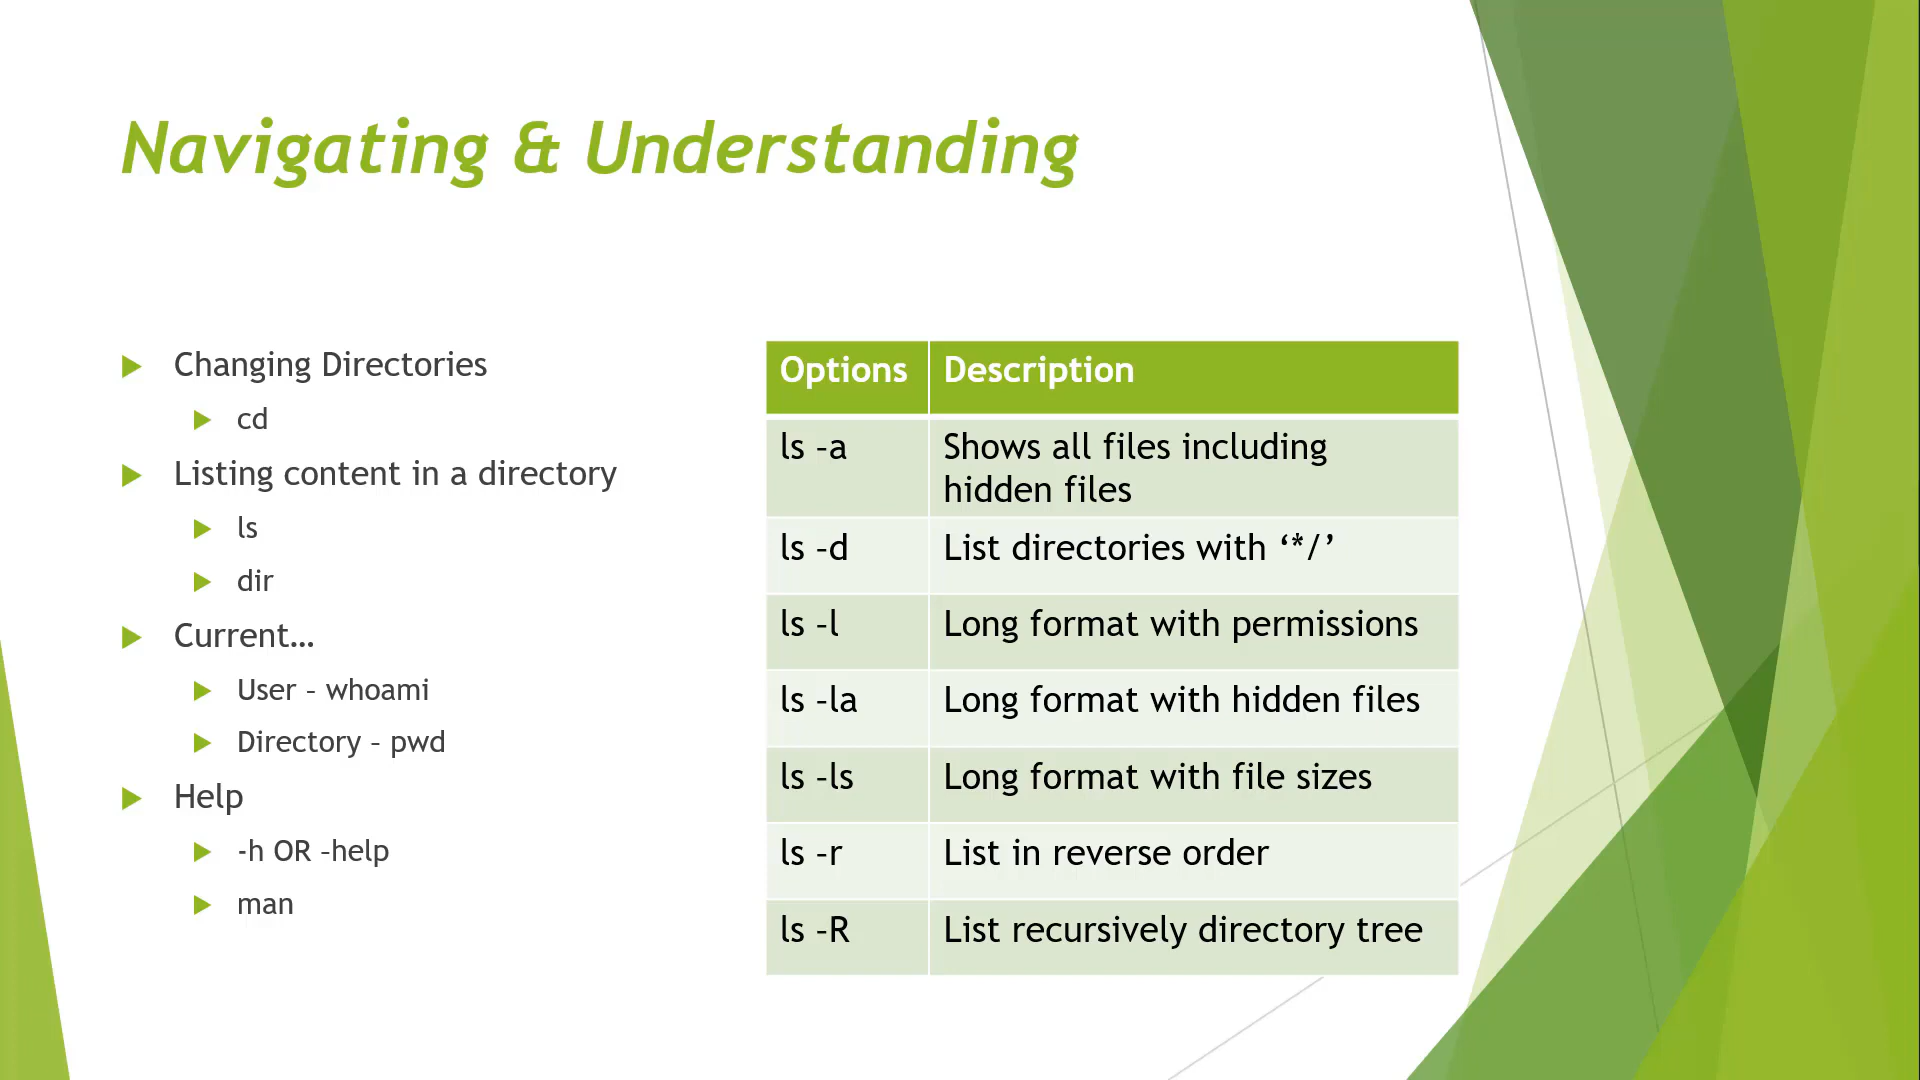 Navigating & Understanding
Changing Directories
cd
Listing content in a directory
ls
dir
Current…
User – whoami
Directory – pwd
Help
-h OR –help
man
Options Description
ls –a Shows all files including
hidden files
ls –d List directories with ‘*/’
ls –l Long format with permissions
ls –la Long format with hidden files
ls –ls Long format with file sizes
ls –r List in reverse order
ls –R List recursively directory tree